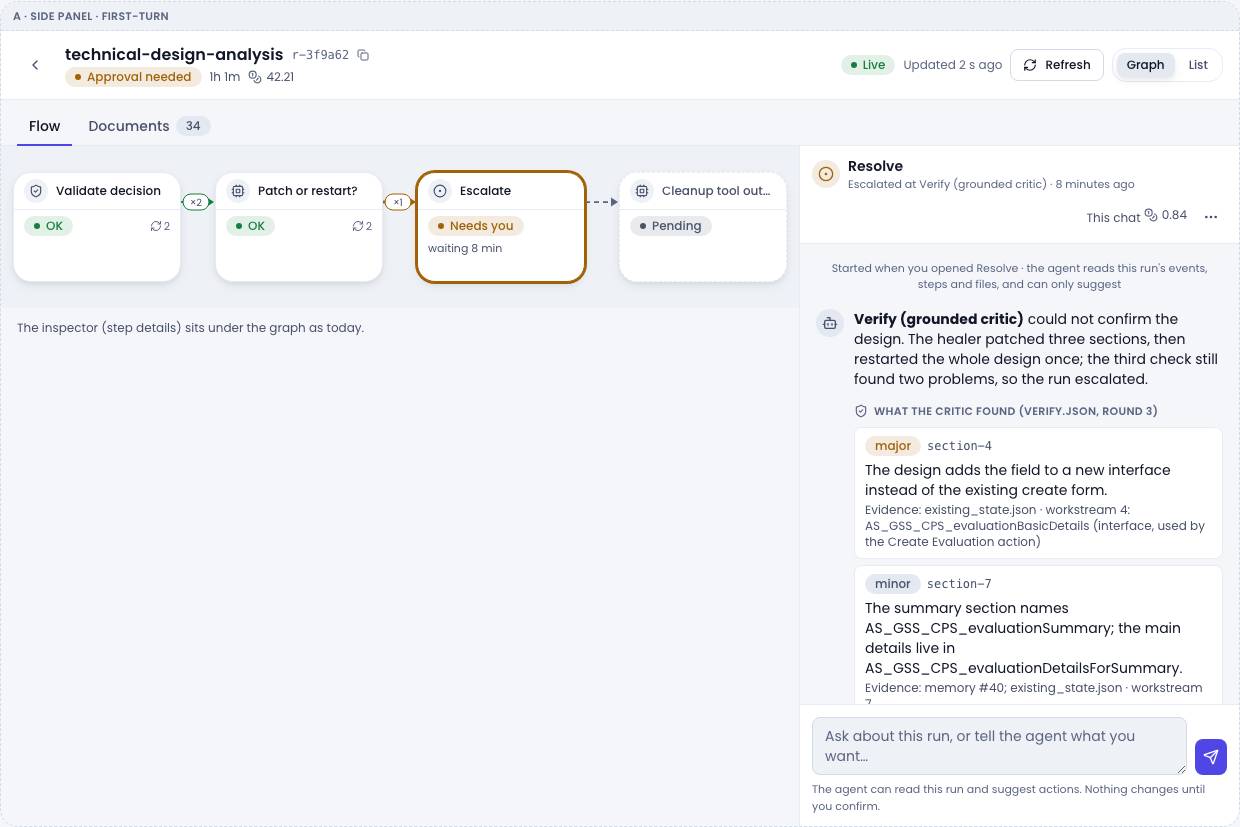 A · SIDE PANEL · FIRST-TURN
technical-design-analysis r-3f9a62
Approval needed 1h 1m 42.21
Live Updated 2 s ago Refresh Graph List
Flow Documents 34
Validate decision
OK 2
×2
Patch or restart?
OK 2
×1
Escalate
Needs you
waiting 8 min
Cleanup tool out…
Pending
The inspector (step details) sits under the graph as today.
Resolve
Escalated at Verify (grounded critic) · 8 minutes ago
This chat 0.84
Started when you opened Resolve · the agent reads this run's events,
steps and files, and can only suggest
Verify (grounded critic) could not confirm the
design. The healer patched three sections, then
restarted the whole design once; the third check still
found two problems, so the run escalated.
WHAT THE CRITIC FOUND (VERIFY.JSON, ROUND 3)
major section-4
The design adds the field to a new interface
instead of the existing create form.
Evidence: existing_state.json · workstream 4:
AS_GSS_CPS_evaluationBasicDetails (interface, used by
the Create Evaluation action)
minor section-7
The summary section names
AS_GSS_CPS_evaluationSummary; the main
details live in
AS_GSS_CPS_evaluationDetailsForSummary.
Evidence: memory #40; existing_state.json · workstream
7
Ask about this run, or tell the agent what you
want…
The agent can read this run and suggest actions. Nothing changes until
you confirm.